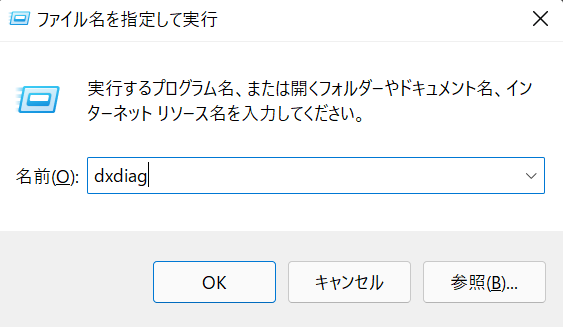 ファイル名を指定して実行
実行するプログラム名、または開くフォルダーやドキュメント名、イン
ターネット リソース名を入力してください。
名前(O): dxdiag
OK キャンセル 参照(B)...